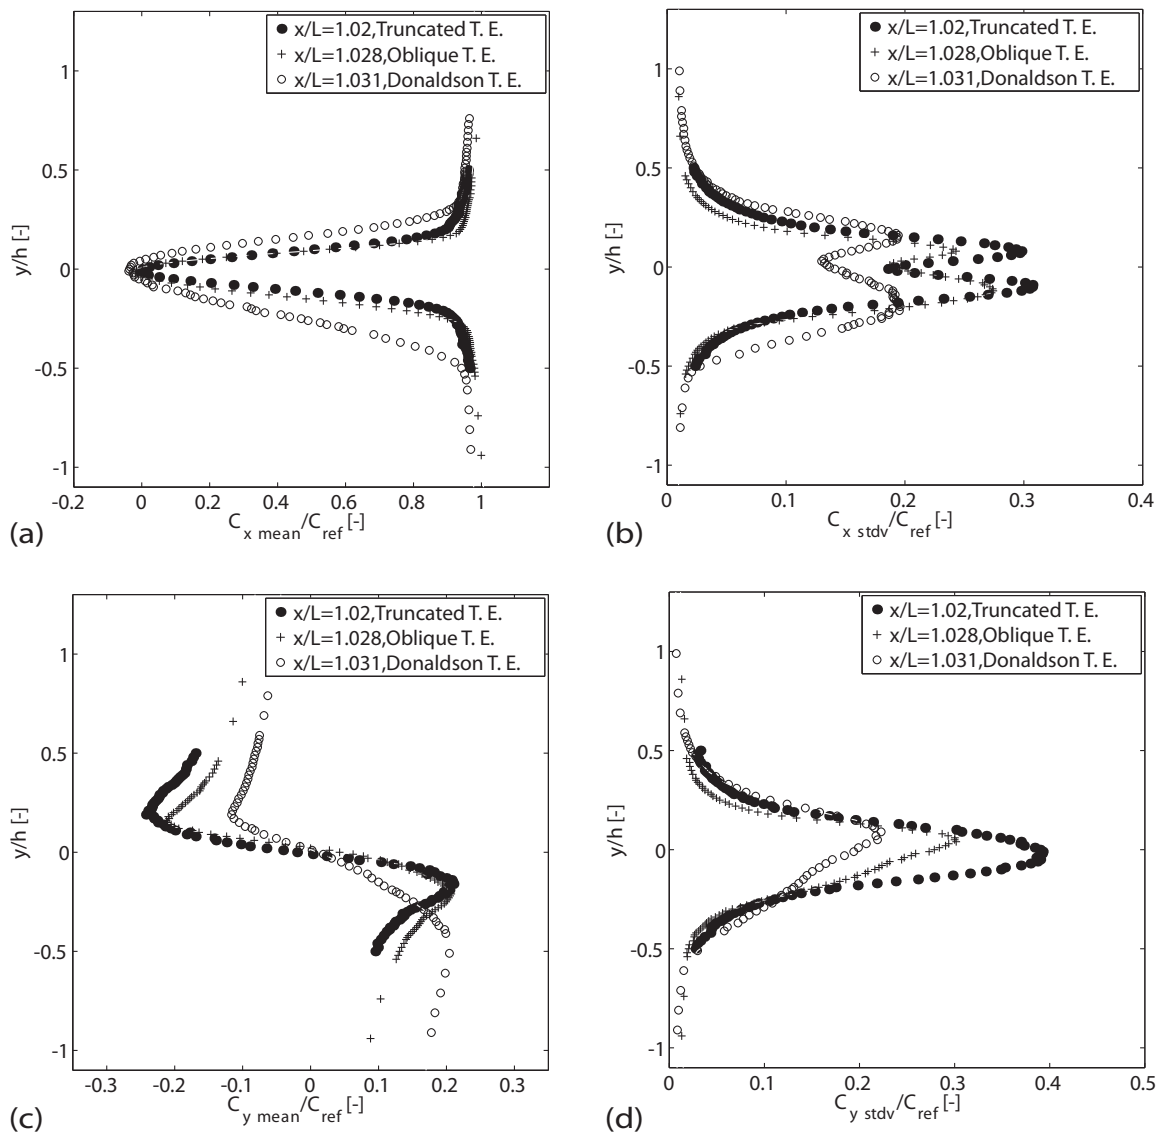 x/L=1.02,Truncated T. E.
x/L=1.028,Oblique T. E.
x/L=1.031,Donaldson T. E.
1
0.5
0
-0.5
-1
y/h [-]
-0.2 0 0.2 0.4 0.6 0.8 1
C x mean/C ref [-]
(a)
x/L=1.02,Truncated T. E.
x/L=1.028,Oblique T. E.
x/L=1.031,Donaldson T. E.
1
0.5
0
-0.5
-1
y/h [-]
0 0.1 0.2 0.3 0.4
C x stdv/C ref [-]
(b)
x/L=1.02,Truncated T. E.
x/L=1.028,Oblique T. E.
x/L=1.031,Donaldson T. E.
1
0.5
0
-0.5
-1
y/h [-]
-0.3 -0.2 -0.1 0 0.1 0.2 0.3
C y mean/C ref [-]
(c)
x/L=1.02,Truncated T. E.
x/L=1.028,Oblique T. E.
x/L=1.031,Donaldson T. E.
1
0.5
0
-0.5
-1
y/h [-]
0 0.1 0.2 0.3 0.4 0.5
C y stdv/C ref [-]
(d)